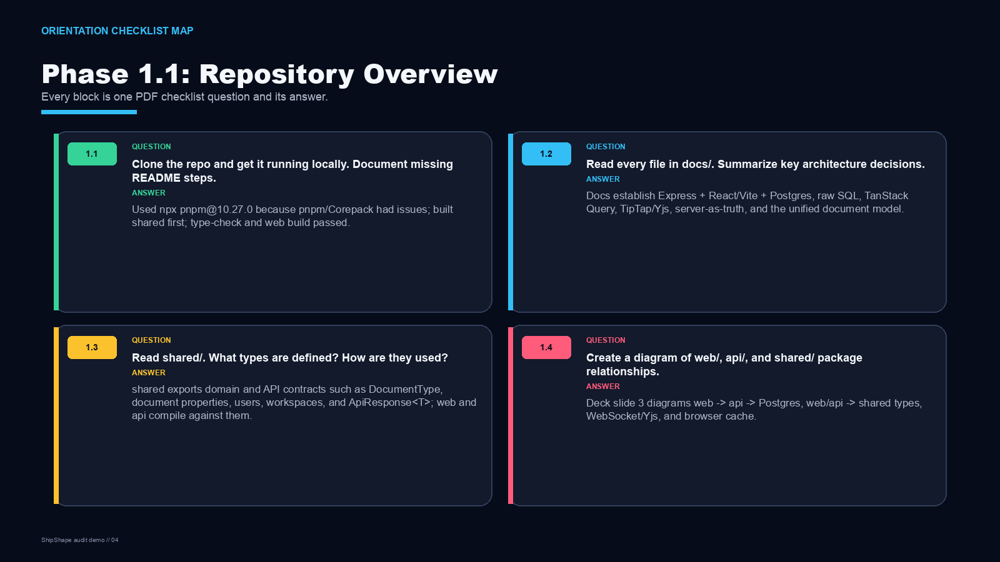 ORIENTATION CHECKLIST MAP
Phase 1.1: Repository Overview
Every block is one PDF checklist question and its answer.
1.1
QUESTION
Clone the repo and get it running locally. Document missing
README steps.
ANSWER
Used npx pnpm@10.27.0 because pnpm/Corepack had issues; built
shared first; type-check and web build passed.
1.2
QUESTION
Read every file in docs/. Summarize key architecture decisions.
ANSWER
Docs establish Express + React/Vite + Postgres, raw SQL, TanStack
Query, TipTap/Yjs, server-as-truth, and the unified document model.
1.3
QUESTION
Read shared/. What types are defined? How are they used?
ANSWER
shared exports domain and API contracts such as DocumentType,
document properties, users, workspaces, and ApiResponse<T>; web and
api compile against them.
1.4
QUESTION
Create a diagram of web/, api/, and shared/ package
relationships.
ANSWER
Deck slide 3 diagrams web -> api -> Postgres, web/api -> shared types,
WebSocket/Yjs, and browser cache.
ShipShape audit demo // 04